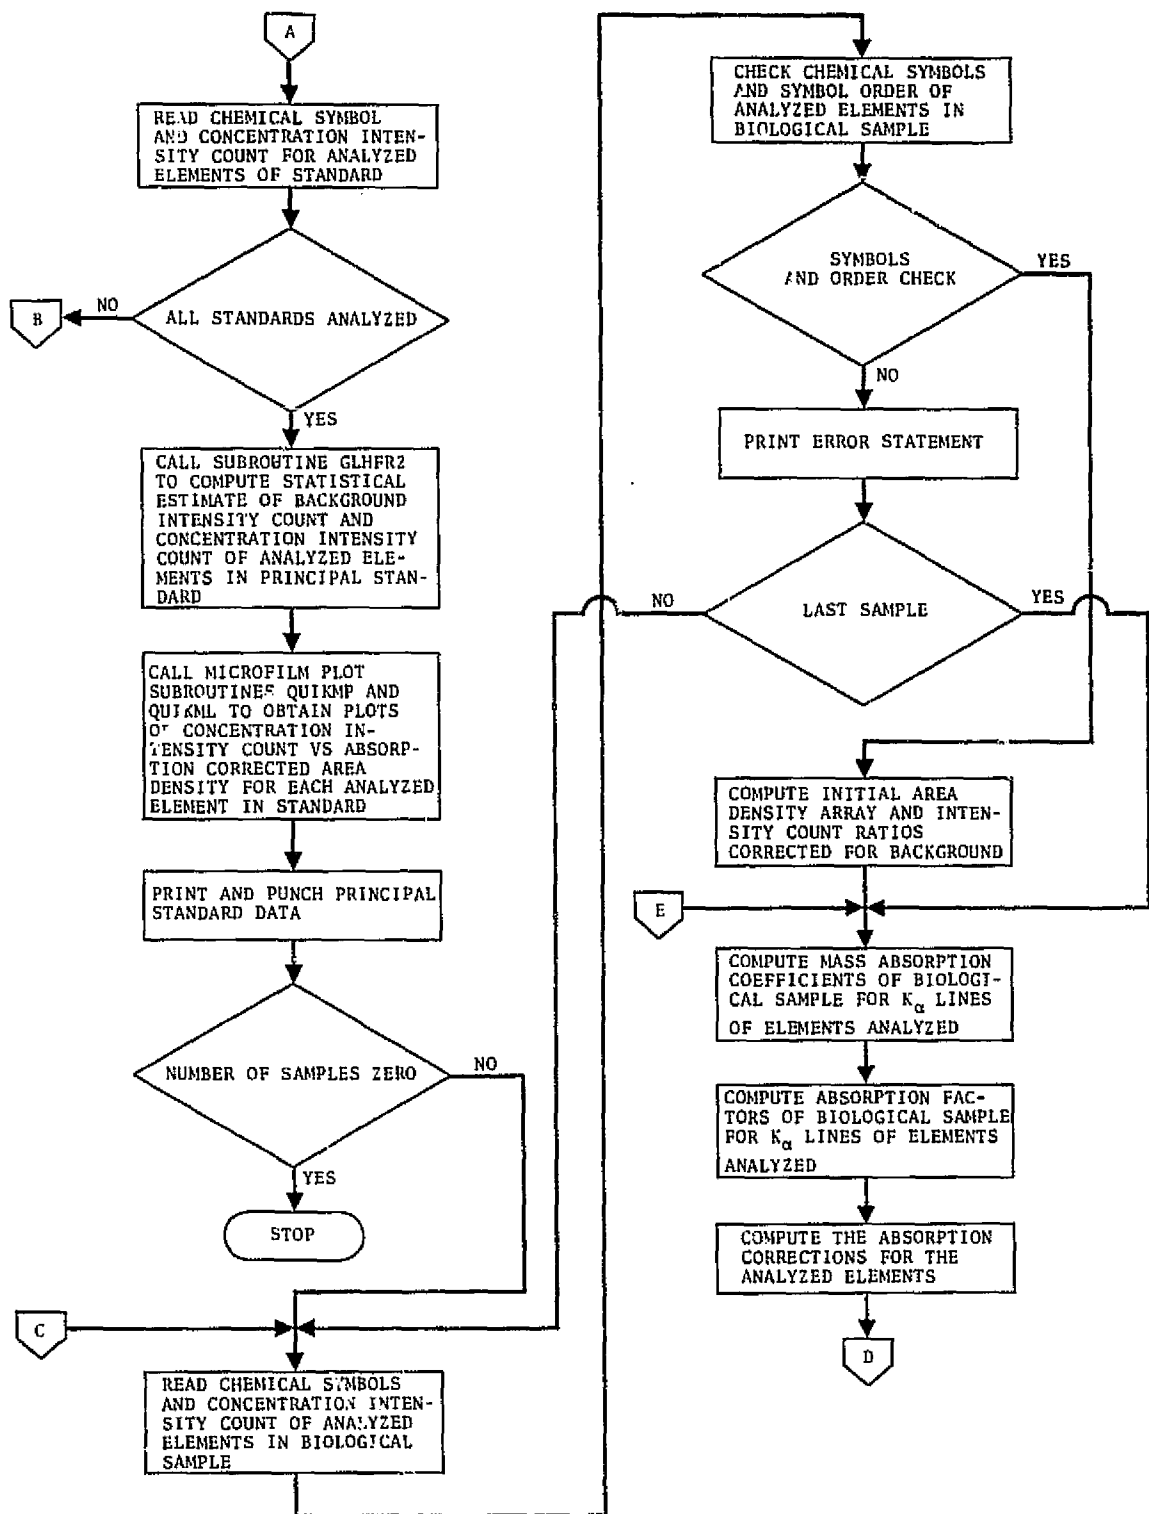 A
READ CHEMICAL SYMBOL
AND CONCENTRATION INTEN-
SITY COUNT FOR ANALYZED
ELEMENTS OF STANDARD
ALL STANDARDS ANALYZED
NO
B
YES
CALL SUBROUTINE GLHFR2
TO COMPUTE STATISTICAL
ESTIMATE OF BACKGROUND
INTENSITY COUNT AND
CONCENTRATION INTENSITY
COUNT OF ANALYZED ELE-
MENTS IN PRINCIPAL STAN-
DARD
CALL MICROFILM PLOT
SUBROUTINES QUIKMP AND
QUIKML TO OBTAIN PLOTS
OF CONCENTRATION IN-
TENSITY COUNT VS ABSORP-
TION CORRECTED AREA
DENSITY FOR EACH ANALYZED
ELEMENT IN STANDARD
PRINT AND PUNCH PRINCIPAL
STANDARD DATA
NUMBER OF SAMPLES ZERO
NO
YES
STOP
C
READ CHEMICAL SYMBOLS
AND CONCENTRATION INTEN-
SITY COUNT OF ANALYZED
ELEMENTS IN BIOLOGICAL
SAMPLE
CHECK CHEMICAL SYMBOLS
AND SYMBOL ORDER OF
ANALYZED ELEMENTS IN
BIOLOGICAL SAMPLE
SYMBOLS
AND ORDER CHECK
YES
NO
PRINT ERROR STATEMENT
NO
LAST SAMPLE
YES
COMPUTE INITIAL AREA
DENSITY ARRAY AND INTEN-
SITY COUNT RATIOS
CORRECTED FOR BACKGROUND
E
COMPUTE MASS ABSORPTION
COEFFICIENTS OF BIOLOGI-
CAL SAMPLE FOR Kα LINES
OF ELEMENTS ANALYZED
COMPUTE ABSORPTION FAC-
TORS OF BIOLOGICAL SAMPLE
FOR Kα LINES OF ELEMENTS
ANALYZED
COMPUTE THE ABSORPTION
CORRECTIONS FOR THE
ANALYZED ELEMENTS
D